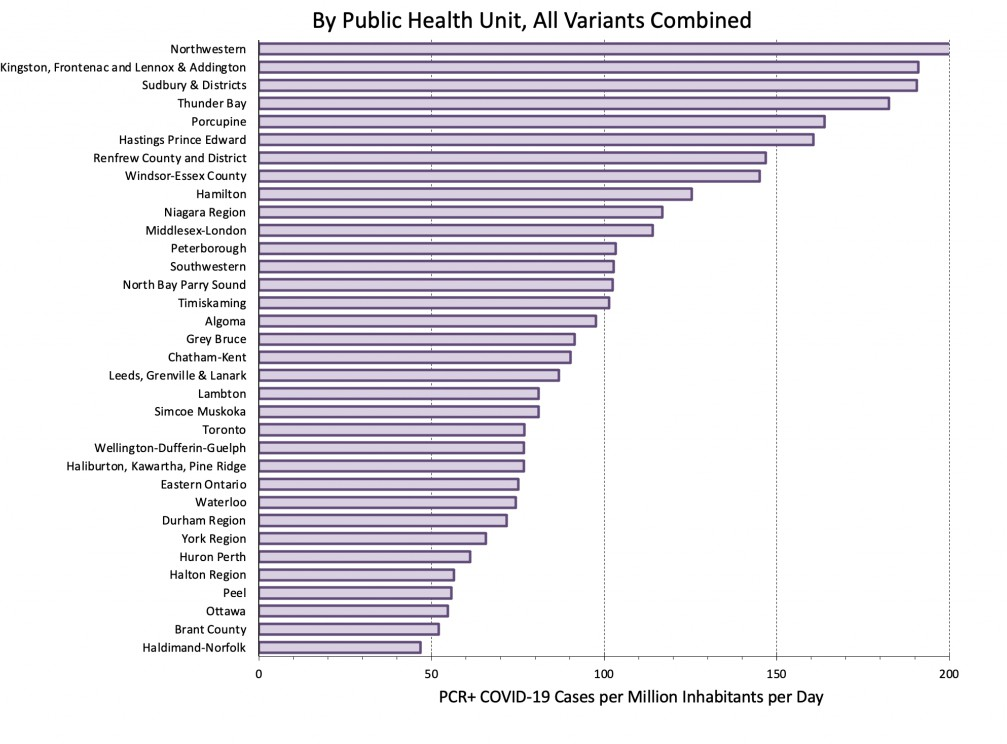 By Public Health Unit, All Variants Combined
Northwestern
Kingston, Frontenac and Lennox & Addington
Sudbury & Districts
Thunder Bay
Porcupine
Hastings Prince Edward
Renfrew County and District
Windsor-Essex County
Hamilton
Niagara Region
Middlesex-London
Peterborough
Southwestern
North Bay Parry Sound
Timiskaming
Algoma
Grey Bruce
Chatham-Kent
Leeds, Grenville & Lanark
Lambton
Simcoe Muskoka
Toronto
Wellington-Dufferin-Guelph
Haliburton, Kawartha, Pine Ridge
Eastern Ontario
Waterloo
Durham Region
York Region
Huron Perth
Halton Region
Peel
Ottawa
Brant County
Haldimand-Norfolk
0 50 100 150 200
PCR+ COVID-19 Cases per Million Inhabitants per Day